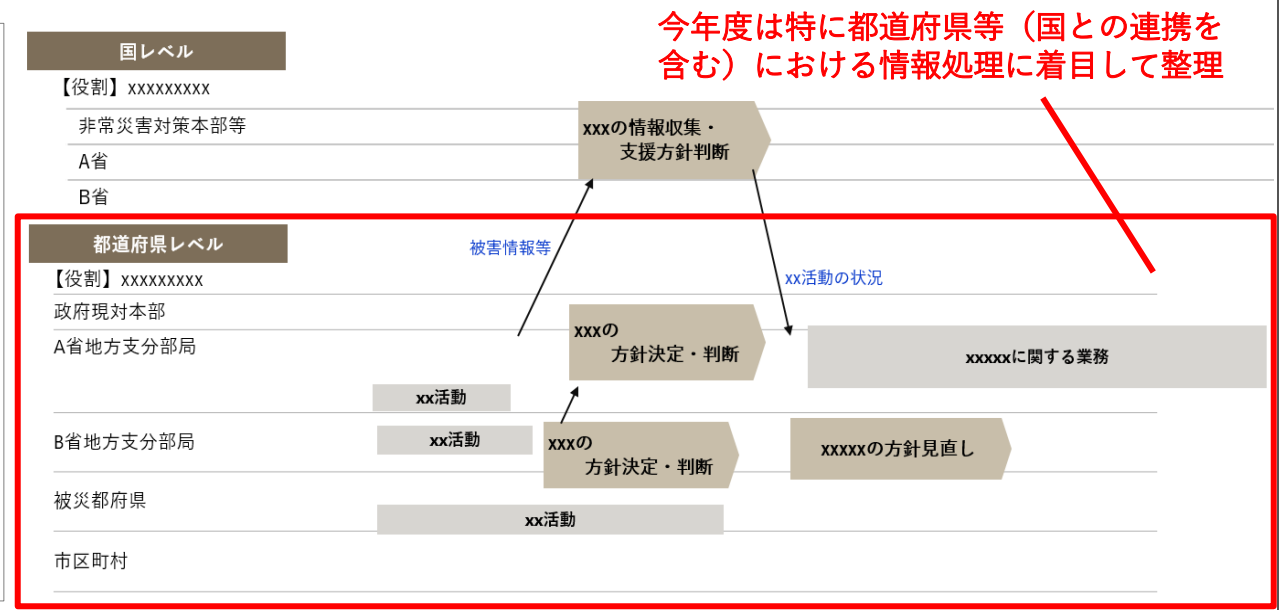 今年度は特に都道府県等（国との連携を
含む）における情報処理に着目して整理
国レベル
【役割】xxxxxxxxx
非常災害対策本部等
A省
B省
xxxの情報収集・
支援方針判断
都道府県レベル
【役割】xxxxxxxxx
被害情報等
xx活動の状況
政府現対本部
A省地方支分部局
xxxの
方針決定・判断
xxxxxに関する業務
xx活動
B省地方支分部局
xx活動
xxxの
方針決定・判断
xxxxxの方針見直し
被災都府県
xx活動
市区町村